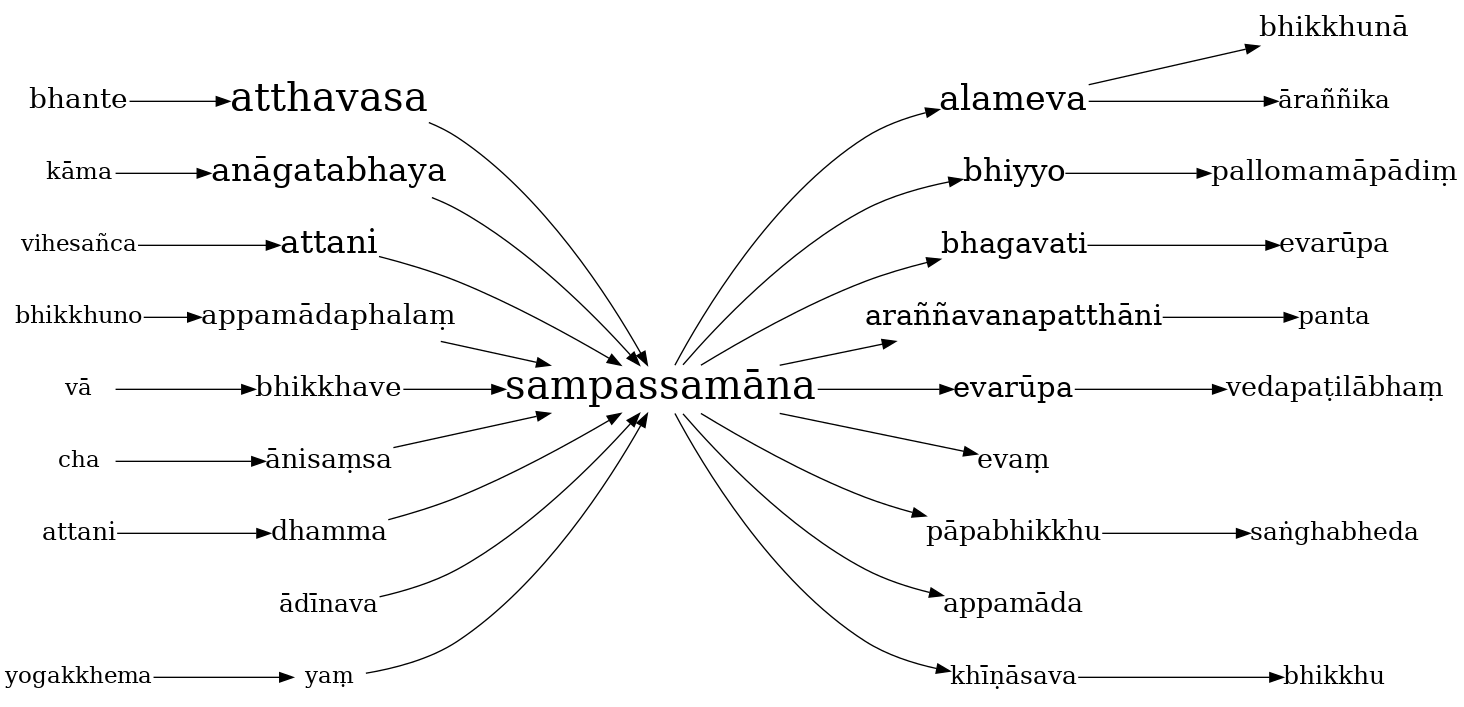 bhikkhunā
bhante atthavasa alameva āraññika
kāma anāgatabhaya bhiyyo pallomamāpādiṃ
vihesañca attani bhagavati evarūpa
bhikkhuno appamādaphalaṃ araññavanapatthāni panta
vā bhikkhave sampassamāna evarūpa vedapaṭilābhaṃ
cha ānisaṃsa evaṃ
attani dhamma pāpabhikkhu saṅghabheda
ādīnava appamāda
yogakkhema yaṃ khīṇāsava bhikkhu